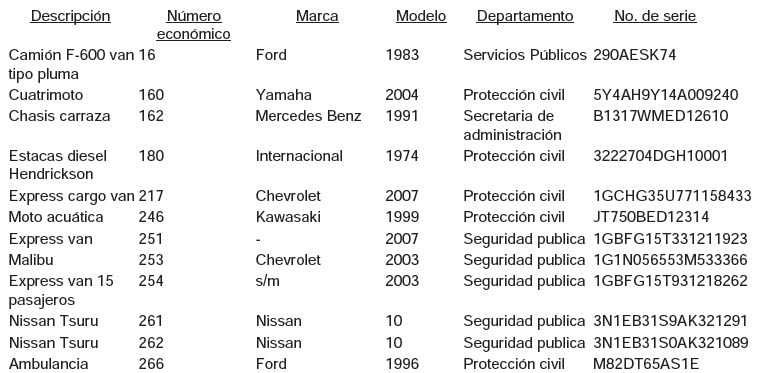 Descripción Número económico Marca Modelo Departamento No. de serie
Camión F-600 van tipo pluma 16 Ford 1983 Servicios Públicos 290AESK74
Cuatrimoto 160 Yamaha 2004 Protección civil 5Y4AH9Y14A009240
Chasis carraza 162 Mercedes Benz 1991 Secretaria de administración B1317WMED12610
Estacas diesel Hendrickson 180 Internacional 1974 Protección civil 3222704DGH10001
Express cargo van 217 Chevrolet 2007 Protección civil 1GCHG35U771158433
Moto acuática 246 Kawasaki 1999 Protección civil JT750BED12314
Express van 251 - 2007 Seguridad publica 1GBFG15T331211923
Malibu 253 Chevrolet 2003 Seguridad publica 1G1N056553M533366
Express van 15 pasajeros 254 s/m 2003 Seguridad publica 1GBFG15T931218262
Nissan Tsuru 261 Nissan 10 Seguridad publica 3N1EB31S9AK321291
Nissan Tsuru 262 Nissan 10 Seguridad publica 3N1EB31S0AK321089
Ambulancia 266 Ford 1996 Protección civil M82DT65AS1E